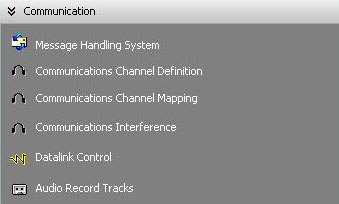 Communication
Message Handling System
Communications Channel Definition
Communications Channel Mapping
Communications Interference
Datalink Control
Audio Record Tracks